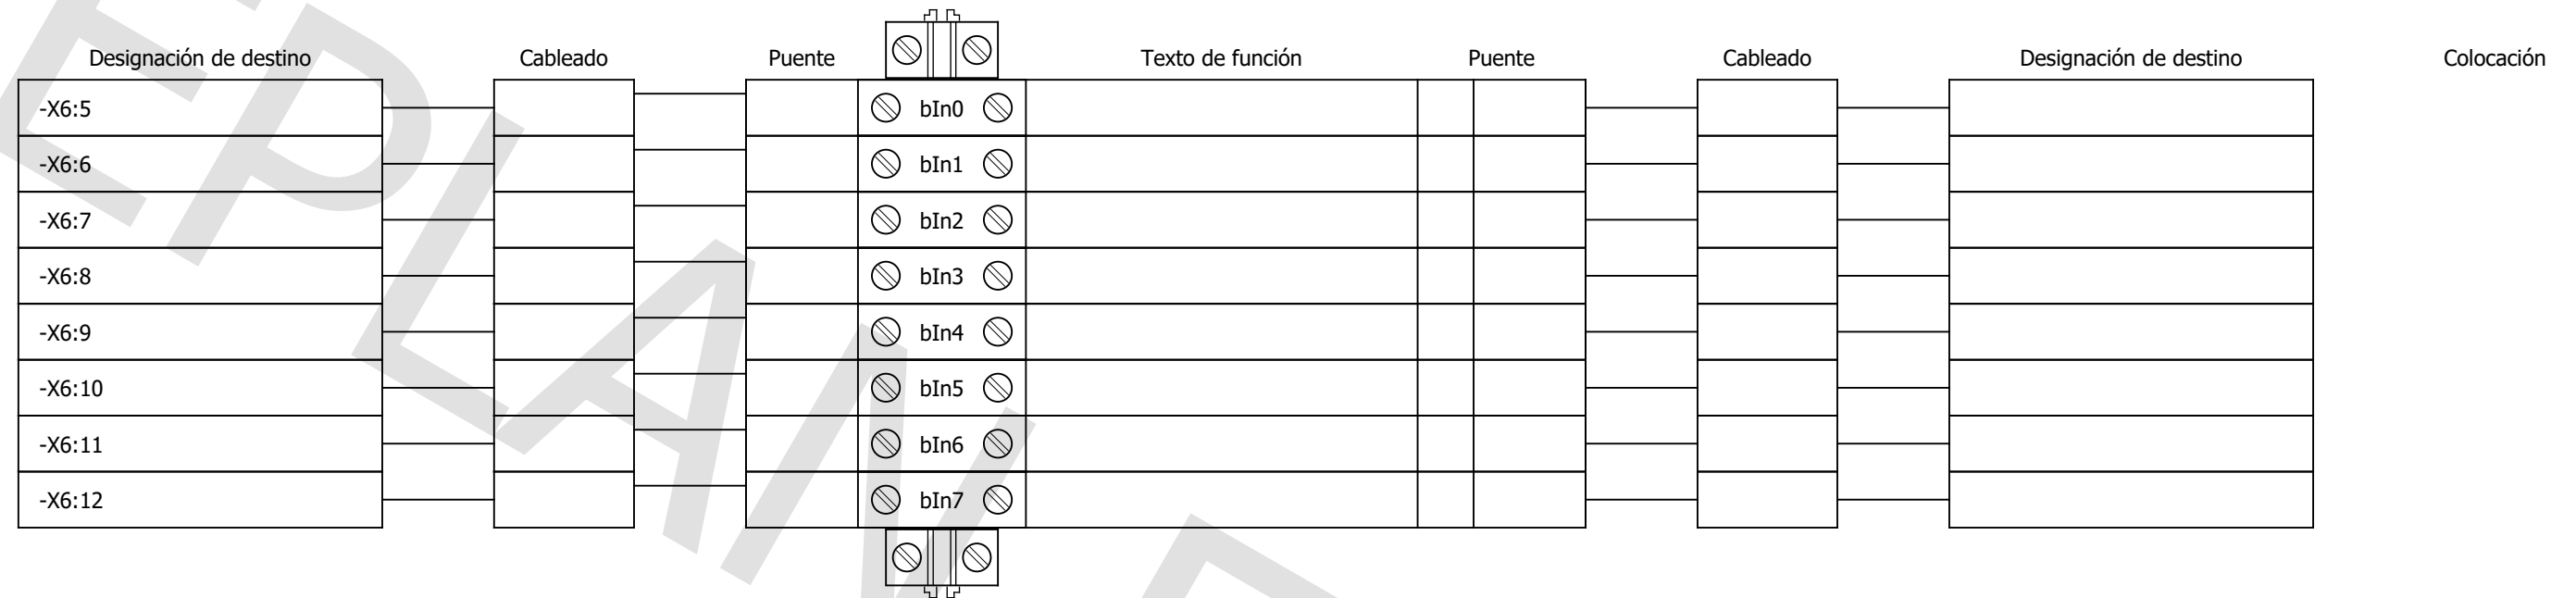 Designación de destino Cableado Puente Texto de función Puente Cableado Designación de destino Colocación
-X6:5 bIn0
-X6:6 bIn1
-X6:7 bIn2
-X6:8 bIn3
-X6:9 bIn4
-X6:10 bIn5
-X6:11 bIn6
-X6:12 bIn7
EPLAN